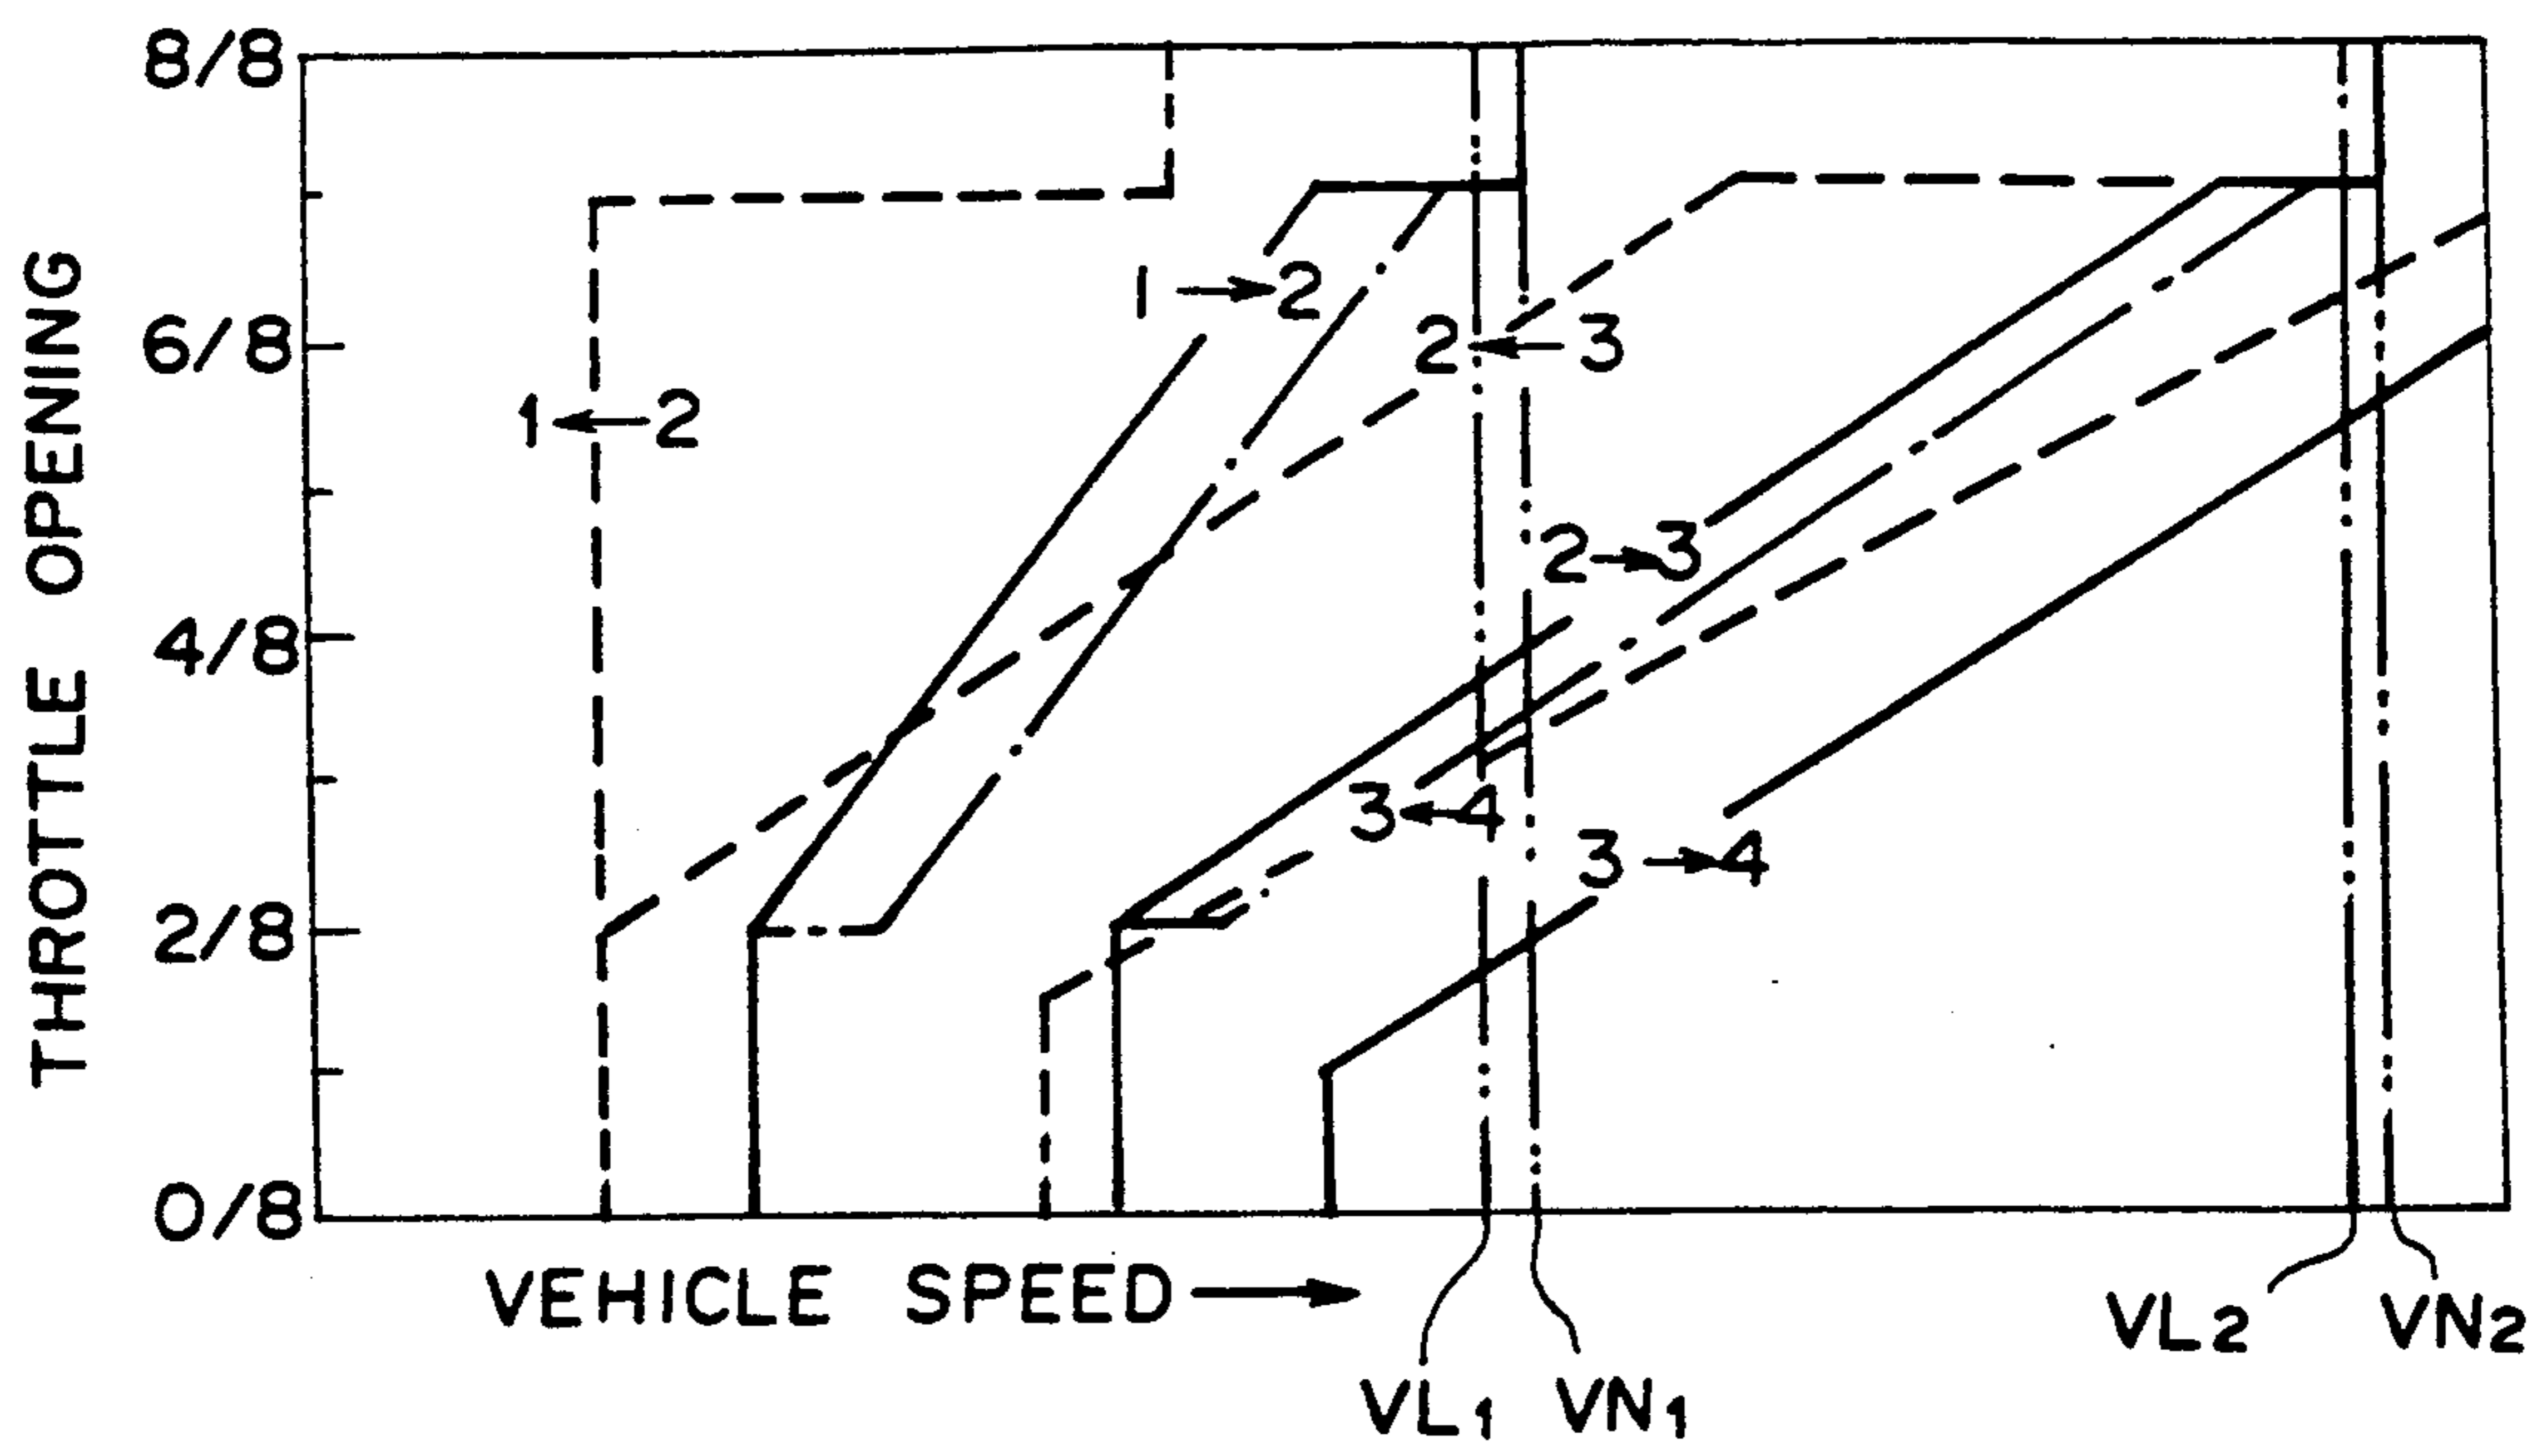 8/8
6/8
4/8
2/8
0/8
THROTTLE OPENING
1→2
2←3
1←2
2→3
3←4
3→4
VEHICLE SPEED→
VL2
VN2
VL1
VN1